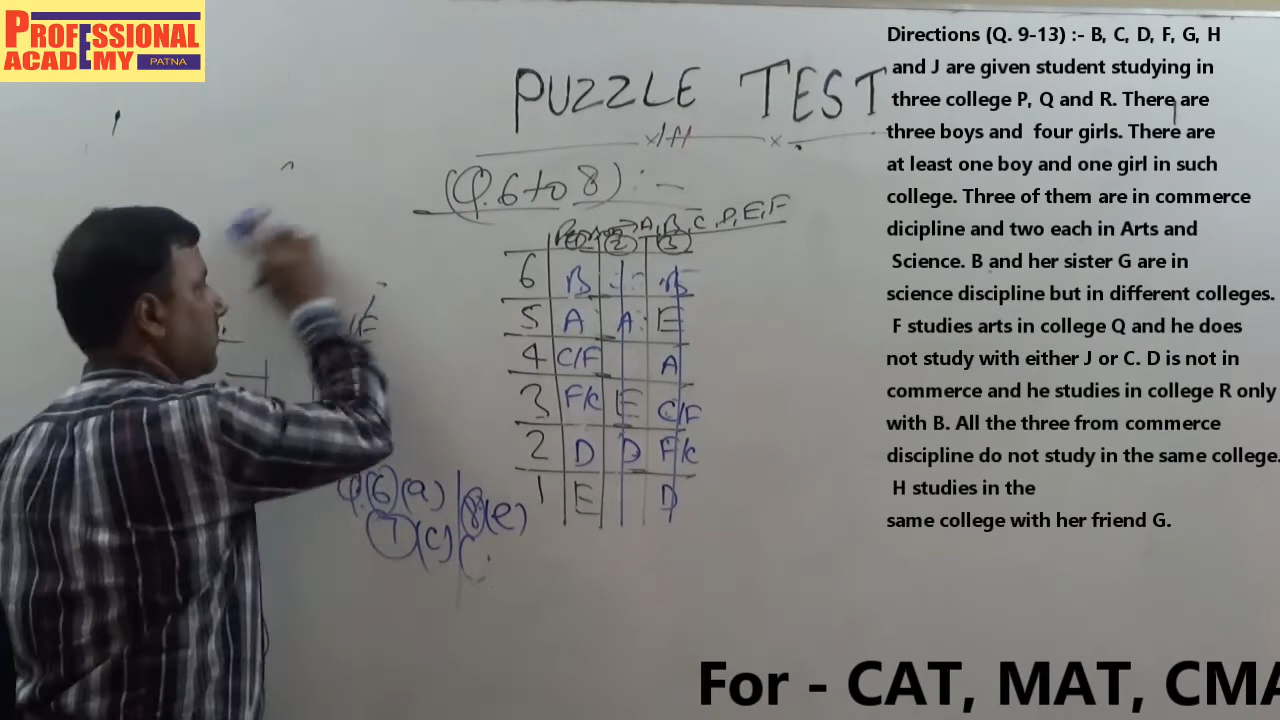 PROFESSIONAL
ACADEMY PATNA
PUZZLE TEST
(Q.6 to 8) :-
A, B, C, D, E, F
6 B B
5 A A E
4 C/F A
3 F/C E C/F
2 D D F/C
1 E D
Q.(6)(a) 8(e)
(7)(c)
Directions (Q. 9-13) :- B, C, D, F, G, H
and J are given student studying in
three college P, Q and R. There are
three boys and four girls. There are
at least one boy and one girl in such
college. Three of them are in commerce
dicipline and two each in Arts and
Science. B and her sister G are in
science discipline but in different colleges.
F studies arts in college Q and he does
not study with either J or C. D is not in
commerce and he studies in college R only
with B. All the three from commerce
discipline do not study in the same college.
H studies in the
same college with her friend G.
For - CAT, MAT, CMA